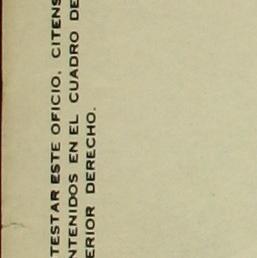 TESTAR ESTE OFICIO, CITENS
NTENIDOS EN EL CUADRO DE
ERIOR DERECHO.